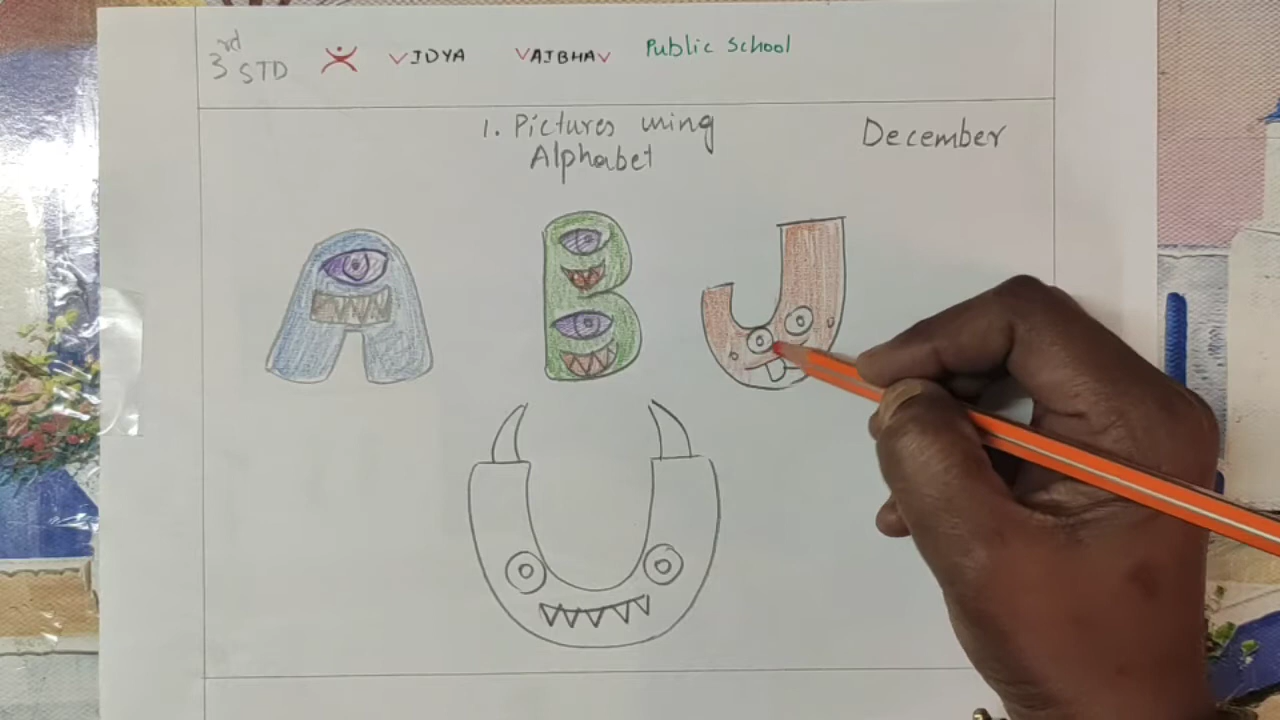 3rd STD VIDYA VAIBHAV Public School
1. Pictures using
Alphabet
December
A B J
U